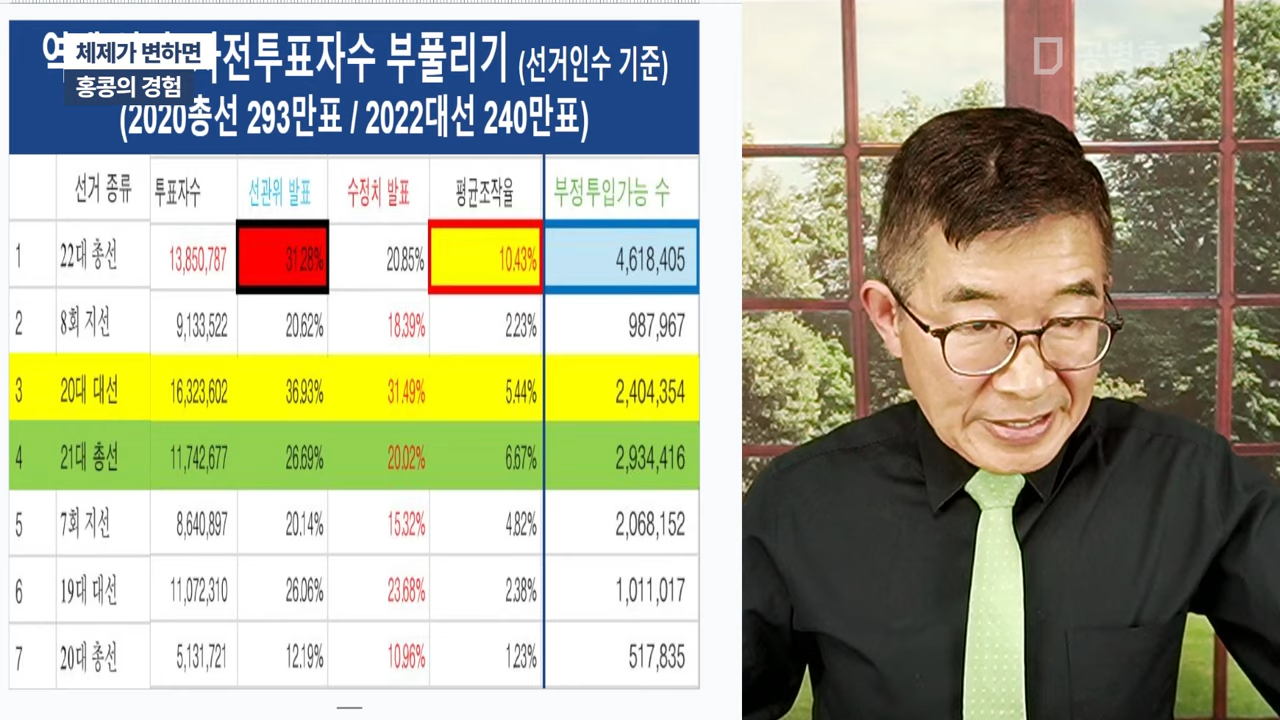 체제가 변하면
홍콩의 경험
사전투표자수 부풀리기 (선거인수 기준)
(2020총선 293만표 / 2022대선 240만표)
선거 종류 투표자수 선관위 발표 수정치 발표 평균조작율 부정투입가능 수
1 22대 총선 13,850,787 31.28% 20.85% 10.43% 4,618,405
2 8회 지선 9,133,522 20.62% 18.39% 2.23% 987,967
3 20대 대선 16,323,602 36.93% 31.49% 5.44% 2,404,354
4 21대 총선 11,742,677 26.69% 20.02% 6.67% 2,934,416
5 7회 지선 8,640,897 20.14% 15.32% 4.82% 2,068,152
6 19대 대선 11,072,310 26.06% 23.68% 2.38% 1,011,017
7 20대 총선 5,131,721 12.19% 10.96% 1.23% 517,835
공병호TV